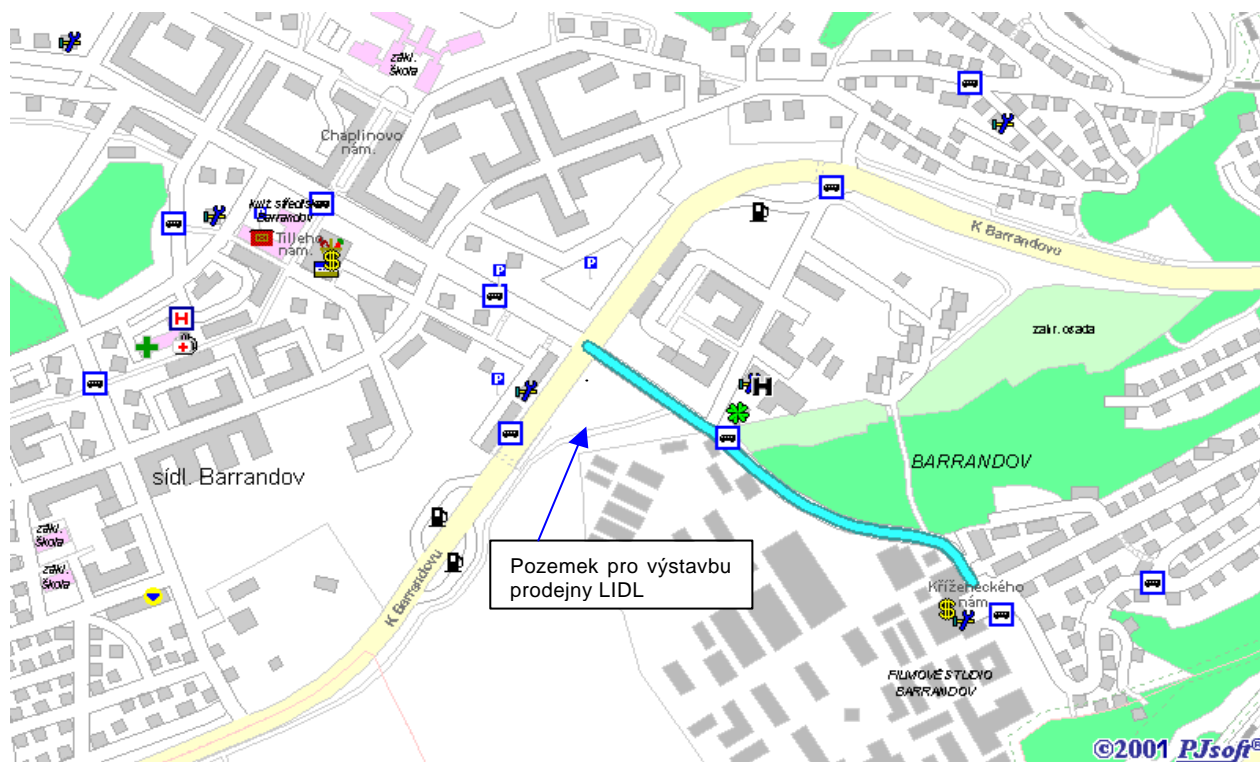 zákl.
škola
Chaplinovo
nám.
kult. středisko
Barrandov
Tilleho
nám.
K Barrandovu
zahr. osada
P
P
P
H
H
BARRANDOV
sídl. Barrandov
zákl.
škola
zákl.
škola
K Barrandovu
Pozemek pro výstavbu
prodejny LIDL
Kříženeckého
nám.
FILMOVÉ STUDIO
BARRANDOV
©2001 PJsoft®